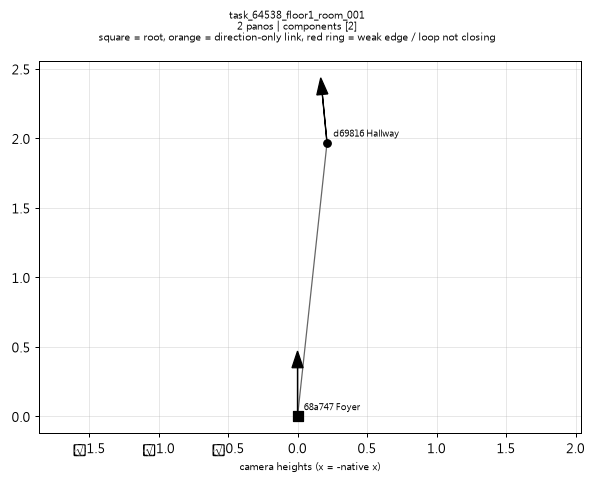 task_64538_floor1_room_001
2 panos | components [2]
square = root, orange = direction-only link, red ring = weak edge / loop not closing
2.5
2.0
1.5
1.0
0.5
0.0
d69816 Hallway
68a747 Foyer
√1.5 √1.0 √0.5 0.0 0.5 1.0 1.5 2.0
camera heights (x = -native x)